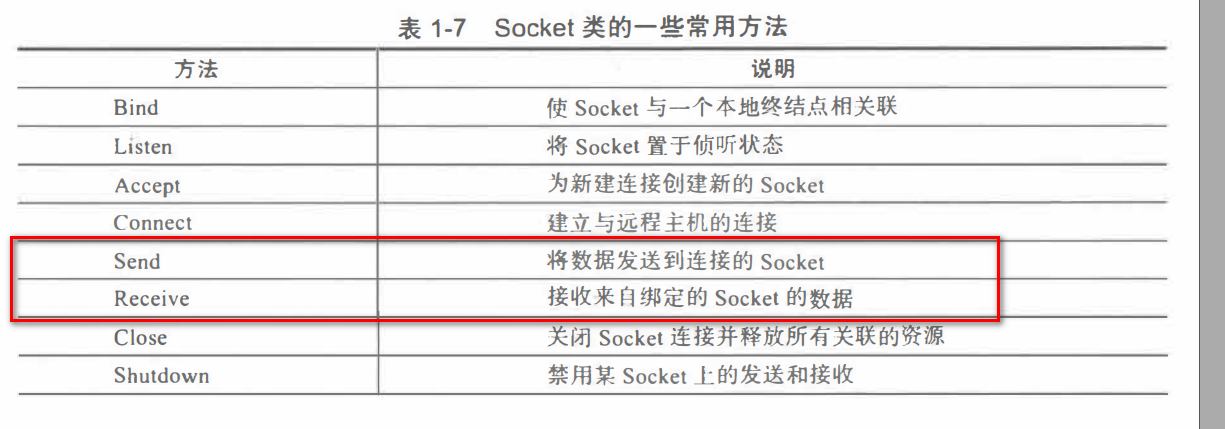 表 1-7 Socket 类的一些常用方法
方法 说明
Bind 使 Socket 与一个本地终结点相关联
Listen 将 Socket 置于侦听状态
Accept 为新建连接创建新的 Socket
Connect 建立与远程主机的连接
Send 将数据发送到连接的 Socket
Receive 接收来自绑定的 Socket 的数据
Close 关闭 Socket 连接并释放所有关联的资源
Shutdown 禁用某 Socket 上的发送和接收